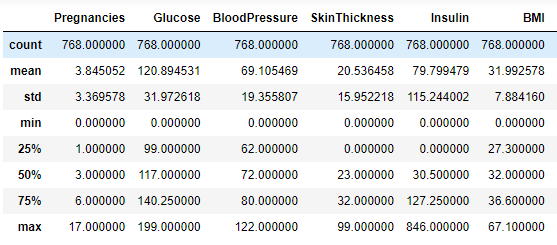 Pregnancies Glucose BloodPressure SkinThickness Insulin BMI
count 768.000000 768.000000 768.000000 768.000000 768.000000 768.000000
mean 3.845052 120.894531 69.105469 20.536458 79.799479 31.992578
std 3.369578 31.972618 19.355807 15.952218 115.244002 7.884160
min 0.000000 0.000000 0.000000 0.000000 0.000000 0.000000
25% 1.000000 99.000000 62.000000 0.000000 0.000000 27.300000
50% 3.000000 117.000000 72.000000 23.000000 30.500000 32.000000
75% 6.000000 140.250000 80.000000 32.000000 127.250000 36.600000
max 17.000000 199.000000 122.000000 99.000000 846.000000 67.100000